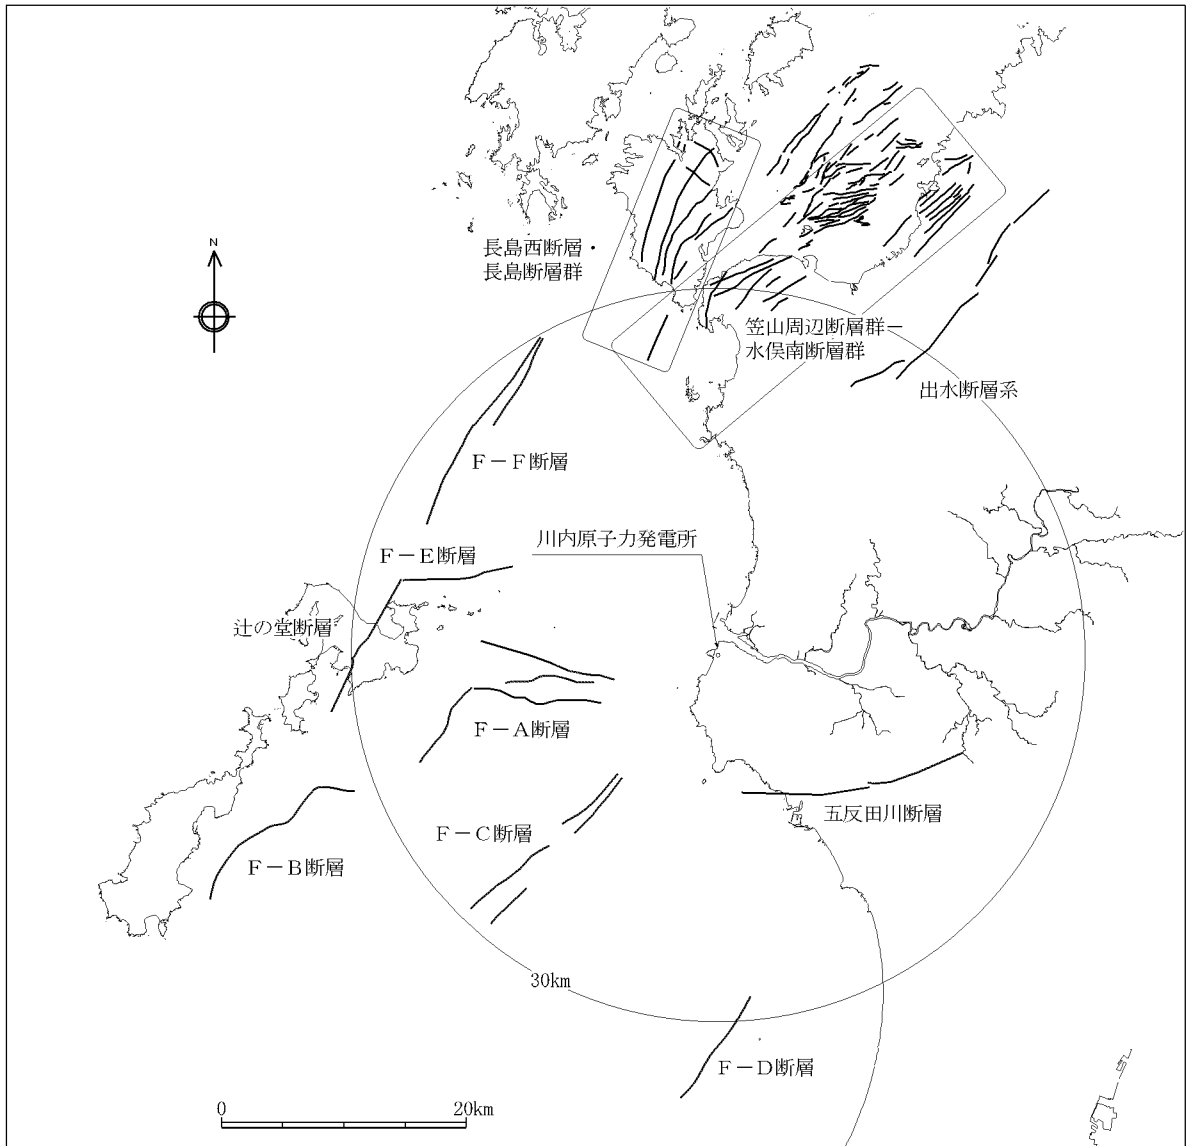 長島西断層・
長島断層群
N
笠山周辺断層群－
水俣南断層群
出水断層系
Ｆ－Ｆ断層
川内原子力発電所
Ｆ－Ｅ断層
辻の堂断層
Ｆ－Ａ断層
五反田川断層
Ｆ－Ｃ断層
Ｆ－Ｂ断層
30km
Ｆ－Ｄ断層
0 20km